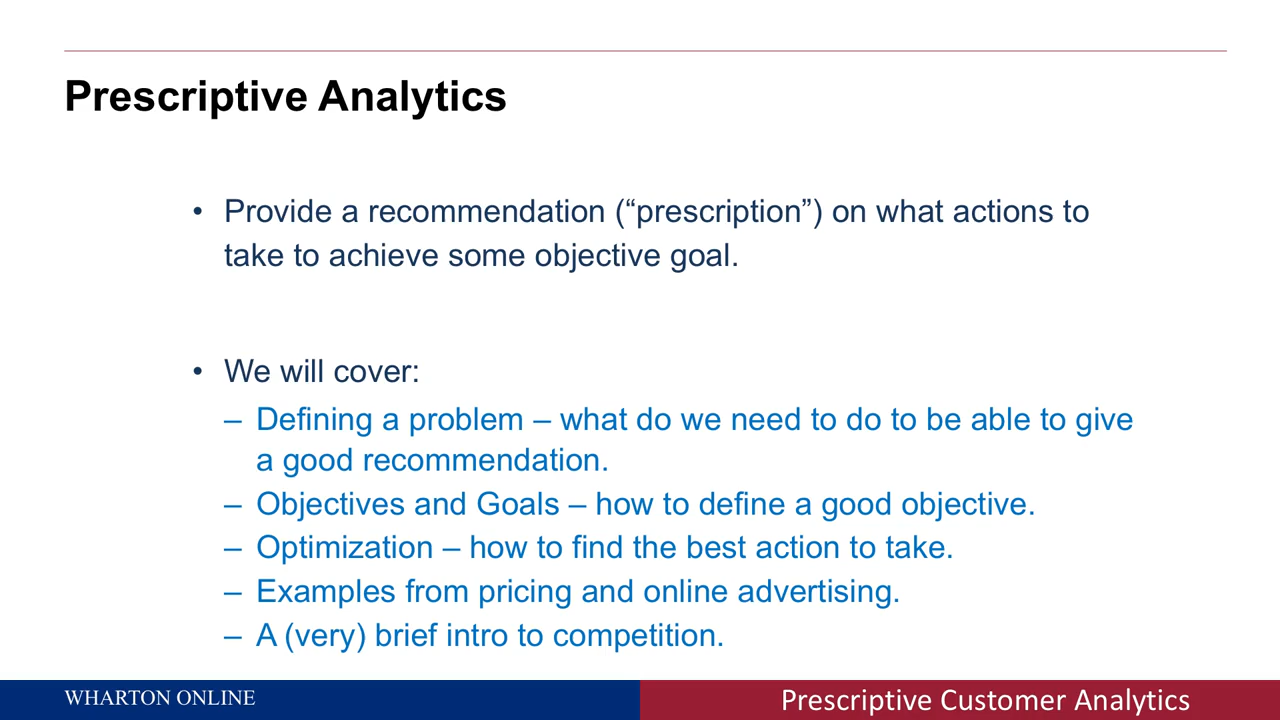 Prescriptive Analytics
• Provide a recommendation (“prescription”) on what actions to
take to achieve some objective goal.
• We will cover:
– Defining a problem – what do we need to do to be able to give
a good recommendation.
– Objectives and Goals – how to define a good objective.
– Optimization – how to find the best action to take.
– Examples from pricing and online advertising.
– A (very) brief intro to competition.
WHARTON ONLINE
Prescriptive Customer Analytics